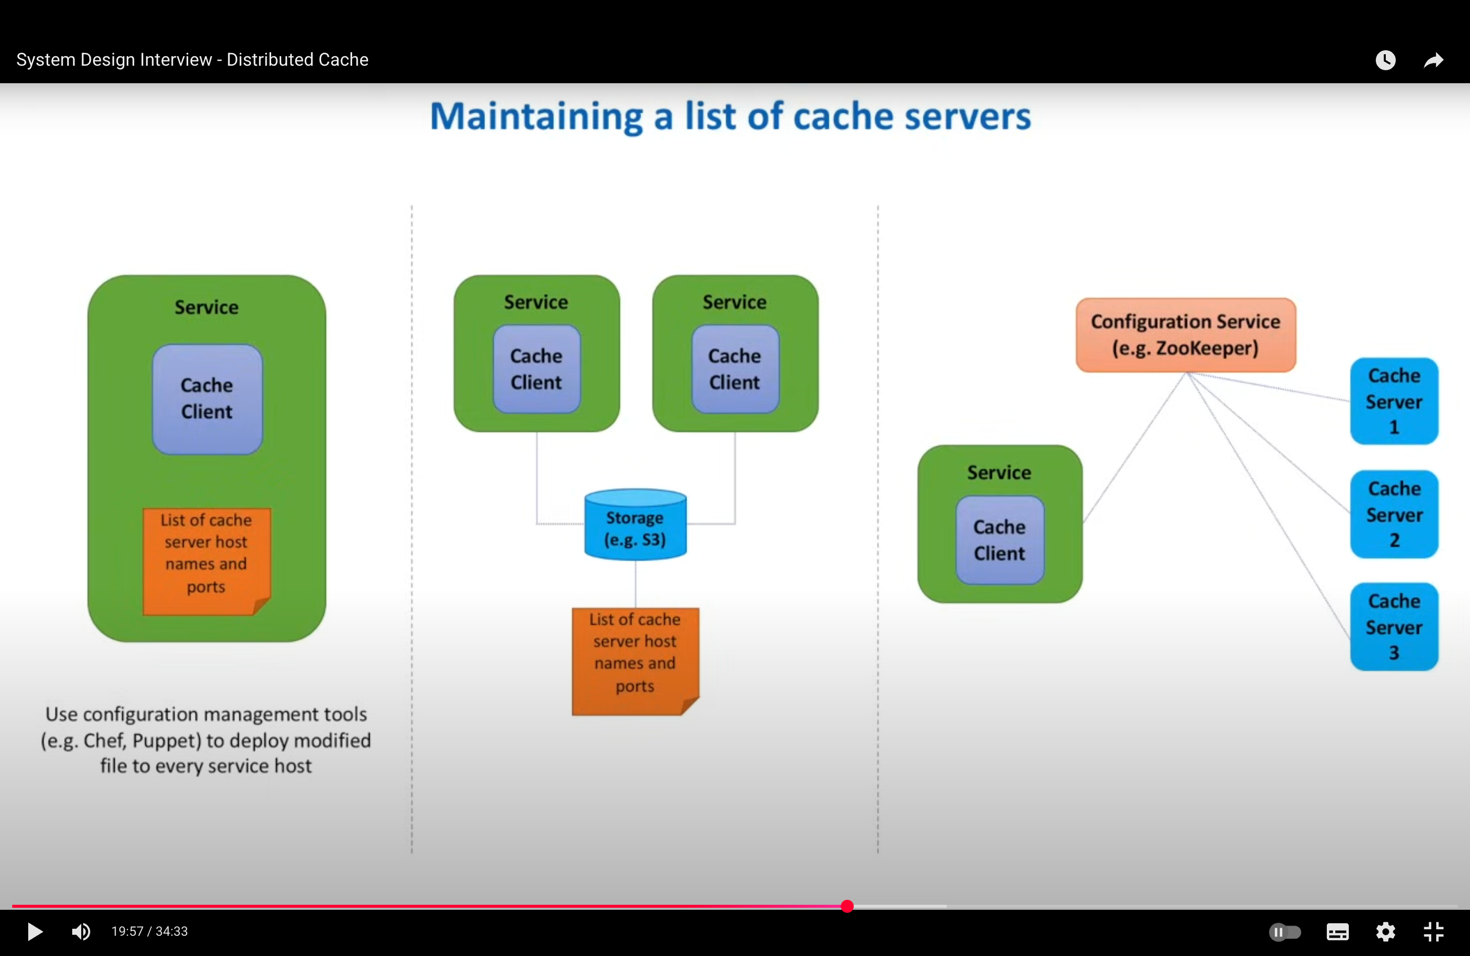 System Design Interview - Distributed Cache
Maintaining a list of cache servers
Service
Cache
Client
List of cache
server host
names and
ports
Use configuration management tools
(e.g. Chef, Puppet) to deploy modified
file to every service host
Service
Cache
Client
Service
Cache
Client
Storage
(e.g. S3)
List of cache
server host
names and
ports
Configuration Service
(e.g. ZooKeeper)
Service
Cache
Client
Cache
Server
1
Cache
Server
2
Cache
Server
3
19:57 / 34:33